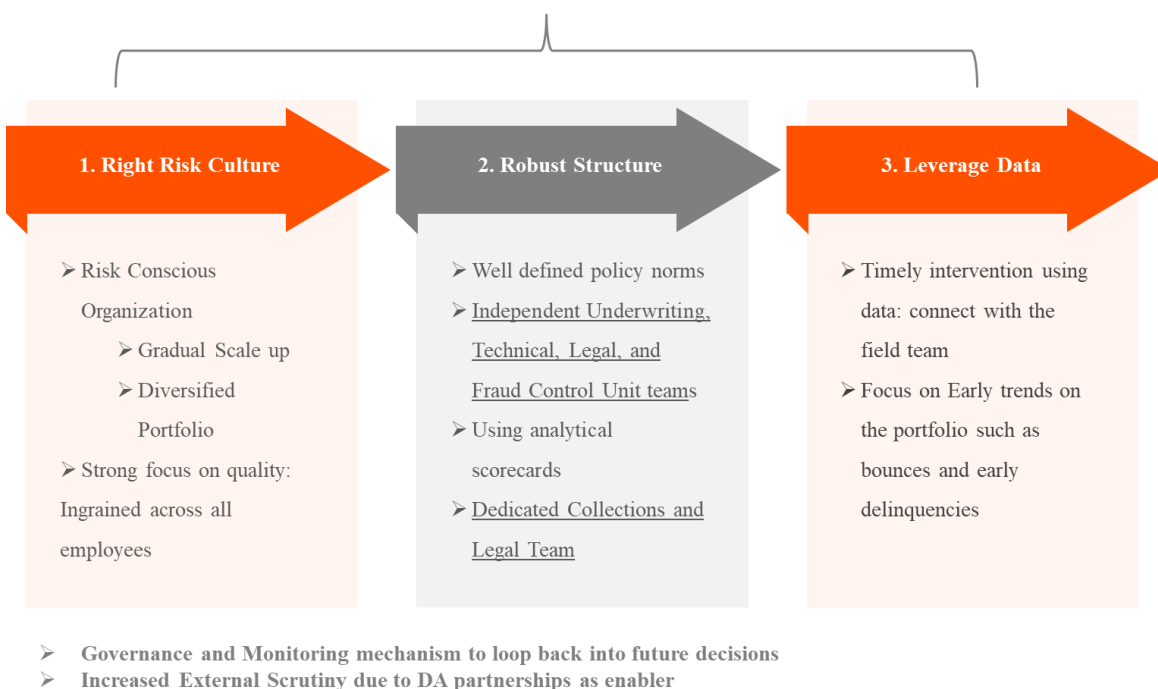 1. Right Risk Culture
➢ Risk Conscious
Organization
➢ Gradual Scale up
➢ Diversified
Portfolio
➢ Strong focus on quality:
Ingrained across all
employees
2. Robust Structure
➢ Well defined policy norms
➢ Independent Underwriting,
Technical, Legal, and
Fraud Control Unit teams
➢ Using analytical
scorecards
➢ Dedicated Collections and
Legal Team
3. Leverage Data
➢ Timely intervention using
data: connect with the
field team
➢ Focus on Early trends on
the portfolio such as
bounces and early
delinquencies
➢ Governance and Monitoring mechanism to loop back into future decisions
➢ Increased External Scrutiny due to DA partnerships as enabler